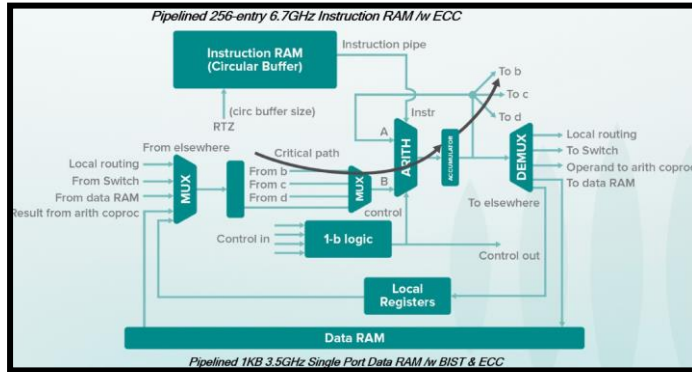 Pipelined 256-entry 6.7GHz Instruction RAM /w ECC
Instruction RAM
(Circular Buffer)
Instruction pipe
(circ buffer size)
RTZ
Instr
To b
To c
To d
A
From elsewhere
Critical path
Local routing
From Switch
From data RAM
Result from arith coproc
MUX
From b
From c
From d
MUX
B
ARITH
ACCUMULATOR
DEMUX
Local routing
To Switch
Operand to arith coproc
To data RAM
To elsewhere
control
Control in
1-b logic
Control out
Local
Registers
Data RAM
Pipelined 1KB 3.5GHz Single Port Data RAM /w BIST & ECC